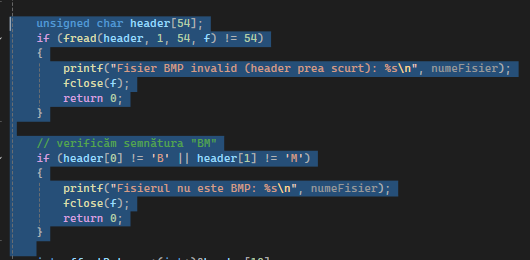 unsigned char header[54];
if (fread(header, 1, 54, f) != 54)
{
printf("Fisier BMP invalid (header prea scurt): %s\n", numeFisier);
fclose(f);
return 0;
}
// verificăm semnătura "BM"
if (header[0] != 'B' || header[1] != 'M')
{
printf("Fisierul nu este BMP: %s\n", numeFisier);
fclose(f);
return 0;
}